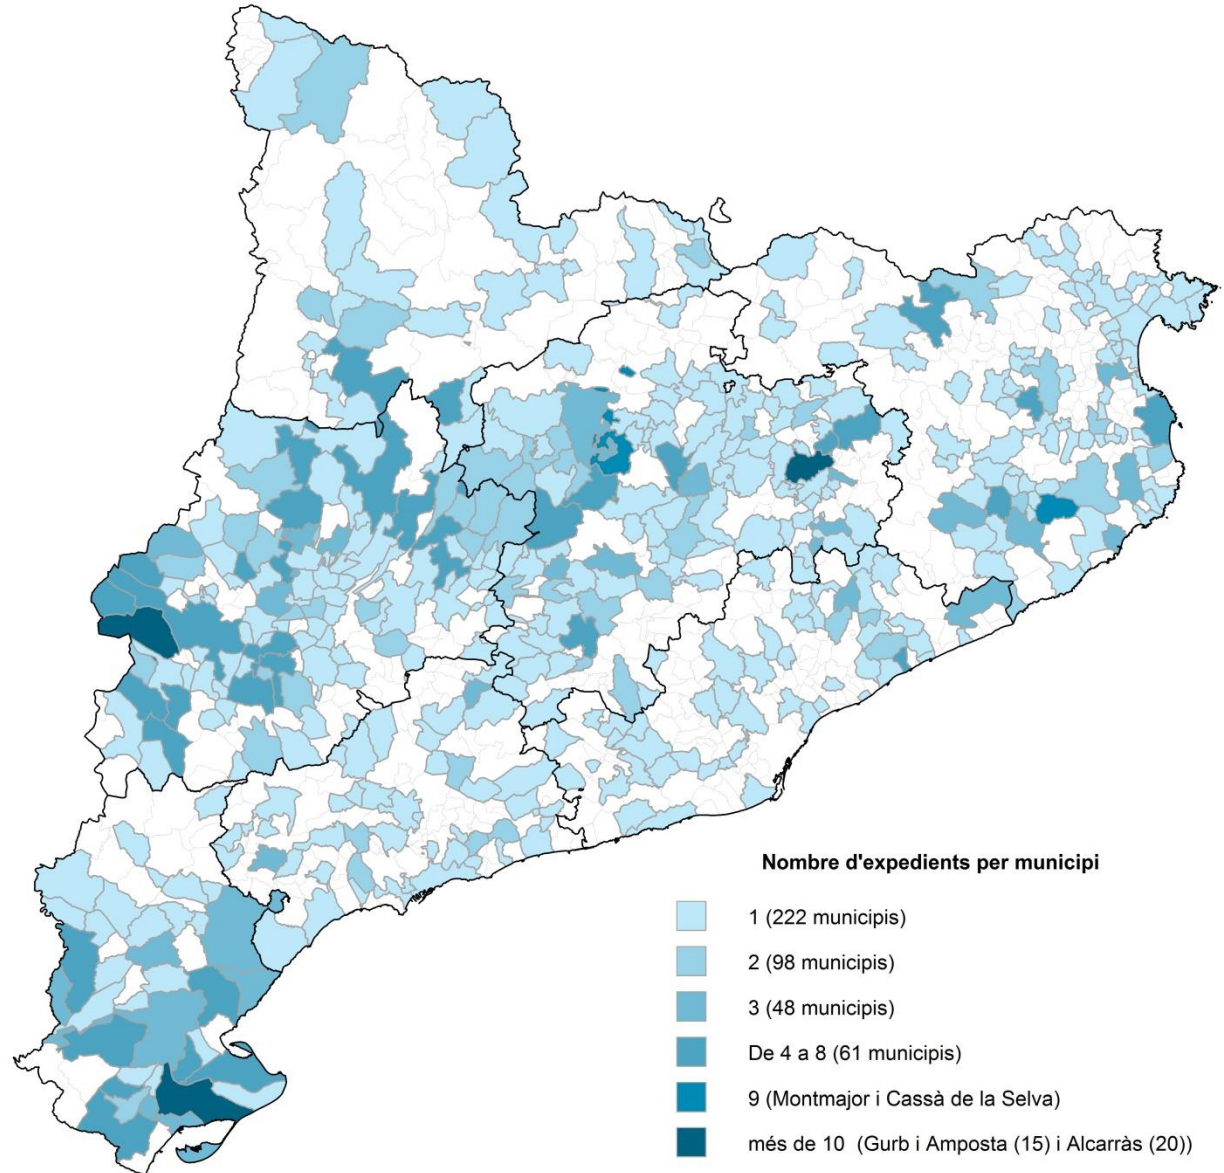 Nombre d'expedients per municipi
1 (222 municipis)
2 (98 municipis)
3 (48 municipis)
De 4 a 8 (61 municipis)
9 (Montmajor i Cassà de la Selva)
més de 10  (Gurb i Amposta (15) i Alcarràs (20))